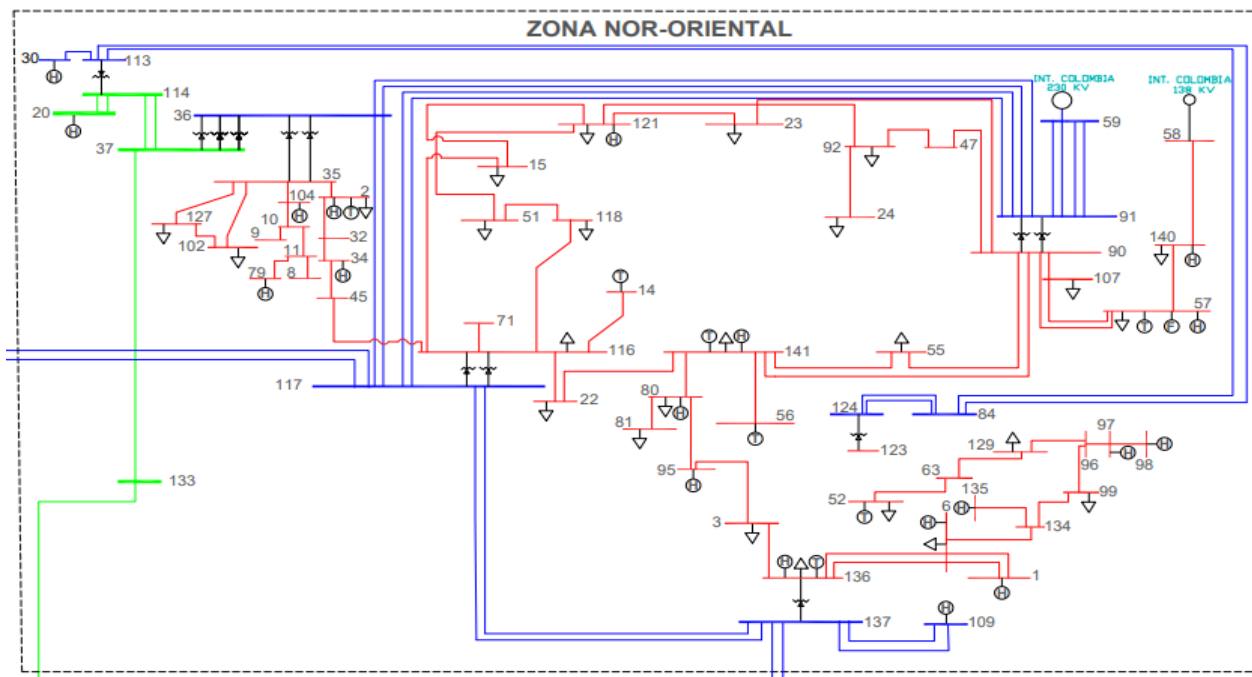 ZONA NOR-ORIENTAL
30
H
113
114
20
H
36
37
INT. COLOMBIA
230 KV
INT. COLOMBIA
138 KV
59
58
121
H
23
92
47
15
35
104
2
H
H
T
127
10
9
102
32
11
34
79
8
H
H
45
51
118
24
91
90
140
H
107
57
T
F
H
T
14
71
116
T
H
141
55
117
22
80
H
81
56
T
124
84
123
97
129
H
96
H
98
95
H
63
135
52
T
H
6
99
H
134
133
3
H
T
136
1
H
H
137
109